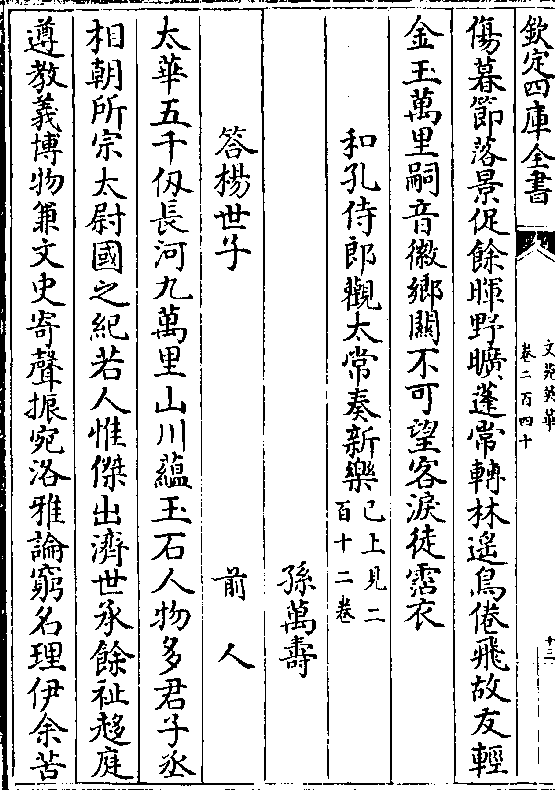 欽定四庫全書
文苑英華
卷二百四十
十三
傷暮節落景促餘暉野曠蓬常轉林遥鳥倦飛故友輕
金玉萬里嗣音徽鄉關不可望客淚徒霑衣
和孔侍郎觀太常奏新樂已上見二百十二卷
孫萬壽
答楊世子
前人
太華五千仭長河九萬里山川蘊玉石人物多君子丞
相朝所宗太尉國之紀若人惟傑出濟世承餘祉趍庭
遵教義博物兼文史寄聲振宛洛雅論窮名理伊余苦